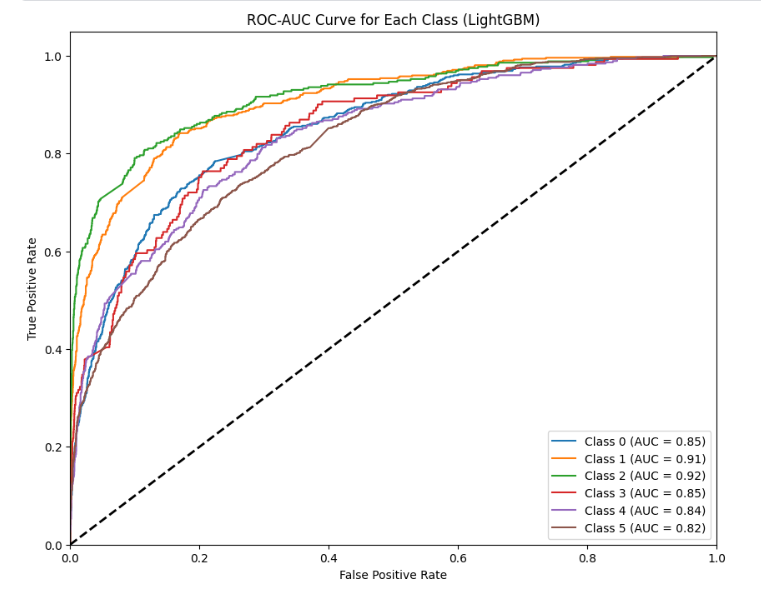 ROC-AUC Curve for Each Class (LightGBM)
True Positive Rate
1.0
0.8
0.6
0.4
0.2
0.0
0.0 0.2 0.4 0.6 0.8 1.0
False Positive Rate
Class 0 (AUC = 0.85)
Class 1 (AUC = 0.91)
Class 2 (AUC = 0.92)
Class 3 (AUC = 0.85)
Class 4 (AUC = 0.84)
Class 5 (AUC = 0.82)